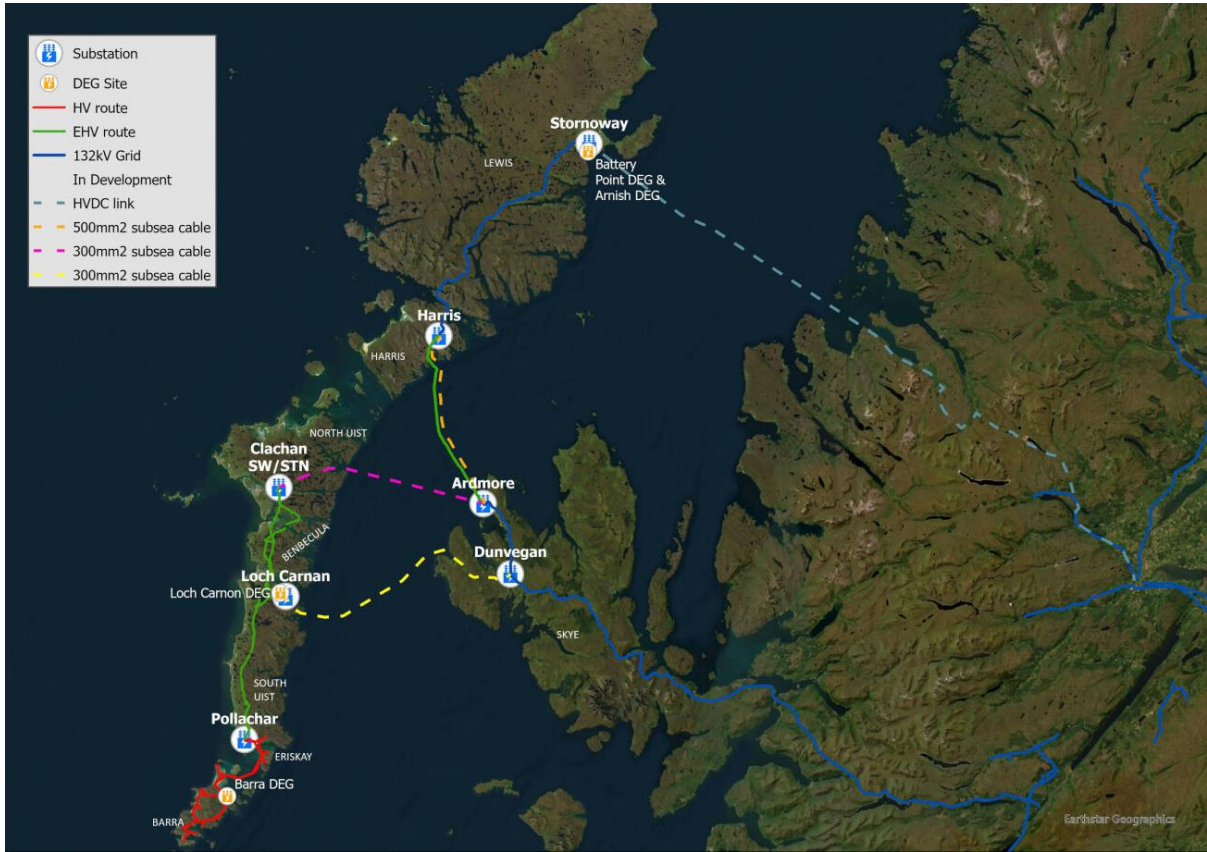 Substation
DEG Site
HV route
EHV route
132kV Grid
In Development
HVDC link
500mm2 subsea cable
300mm2 subsea cable
300mm2 subsea cable
Stornoway
LEWIS
Battery
Point DEG &
Arnish DEG
Harris
HARRIS
NORTH UIST
Clachan
SW/STN
Ardmore
BENBECULA
Dunvegan
Loch Carnan
Loch Carnon DEG
SKYE
SOUTH
UIST
Pollachar
ERISKAY
Barra DEG
BARRA
Earthstar Geographics